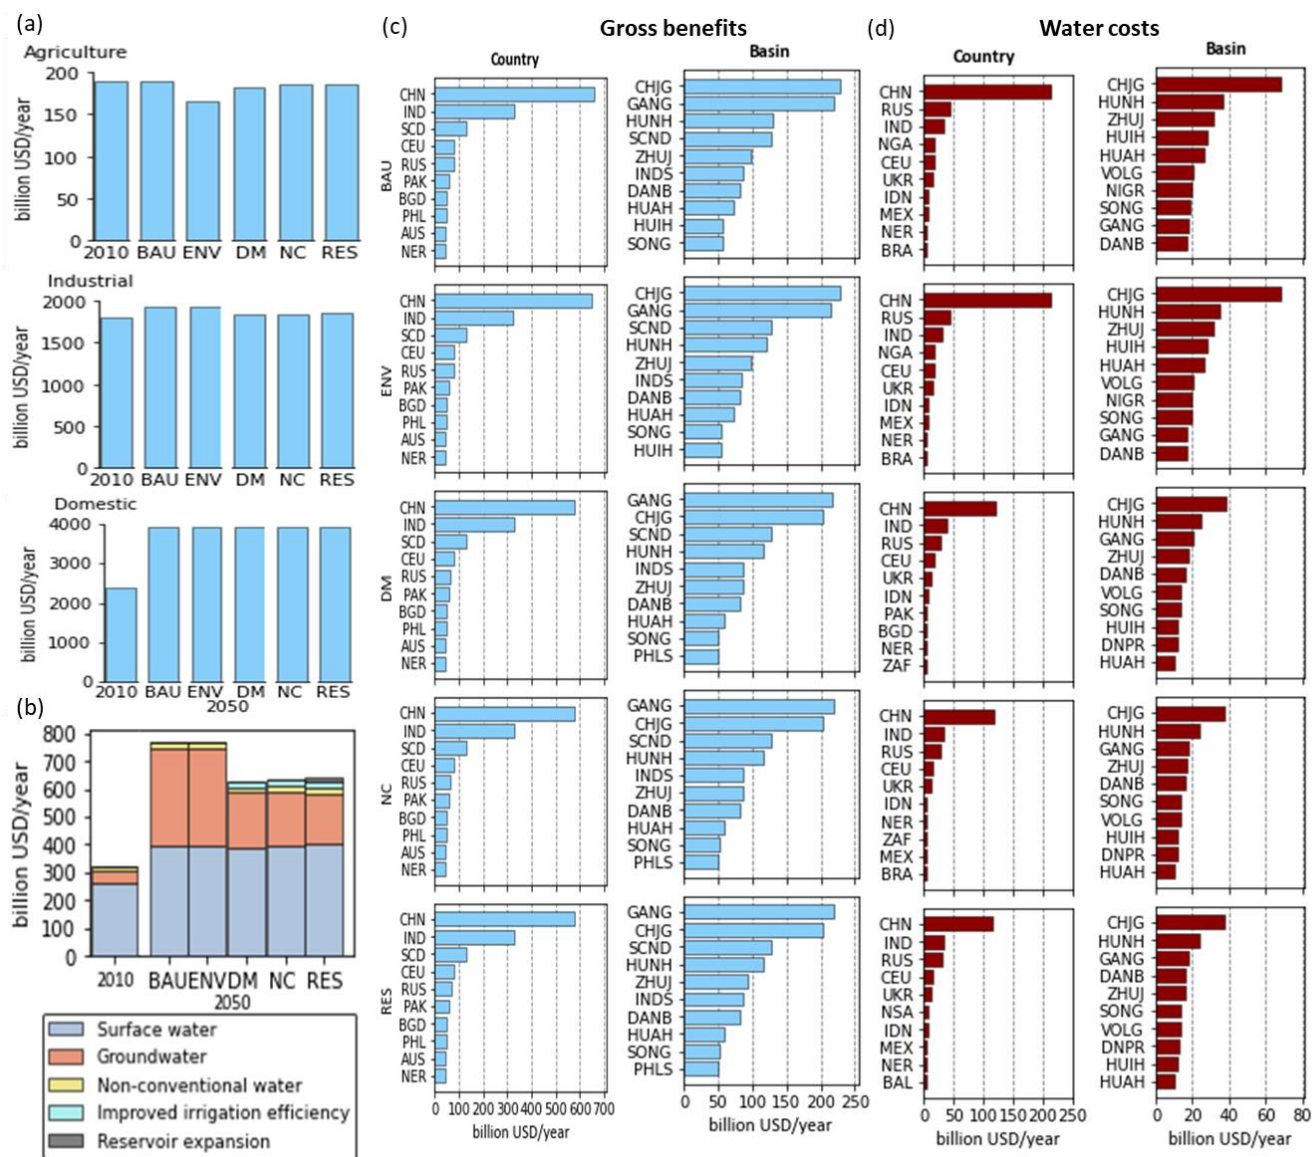 (a)
Agriculture
billion USD/year
200
150
100
50
0
2010 BAU ENV DM NC RES
Industrial
billion USD/year
2000
1500
1000
500
0
2010 BAU ENV DM NC RES
Domestic
billion USD/year
4000
3000
2000
1000
0
2010 BAU ENV DM NC RES
2050
(b)
billion USD/year
800
700
600
500
400
300
200
100
0
2010 BAU ENV DM NC RES
2050
Surface water
Groundwater
Non-conventional water
Improved irrigation efficiency
Reservoir expansion
(c) Gross benefits
Country
BAU
CHN
IND
SCD
CEU
RUS
PAK
BGD
PHL
AUS
NER
ENV
CHN
IND
SCD
CEU
RUS
PAK
BGD
PHL
AUS
NER
DM
CHN
IND
SCD
CEU
RUS
PAK
BGD
PHL
AUS
NER
NC
CHN
IND
SCD
CEU
RUS
PAK
BGD
PHL
AUS
NER
RES
CHN
IND
SCD
CEU
RUS
PAK
BGD
PHL
AUS
NER
0 100 200 300 400 500 600 700
billion USD/year
Basin
CHJG
GANG
HUNH
SCND
ZHUJ
INDS
DANB
HUAH
HUIH
SONG
CHJG
GANG
SCND
HUNH
ZHUJ
INDS
DANB
HUAH
SONG
HUIH
GANG
CHJG
SCND
HUNH
INDS
ZHUJ
DANB
HUAH
SONG
PHLS
GANG
CHJG
SCND
HUNH
INDS
ZHUJ
DANB
HUAH
SONG
PHLS
GANG
CHJG
SCND
HUNH
ZHUJ
INDS
DANB
HUAH
SONG
PHLS
0 50 100 150 200 250
billion USD/year
(d) Water costs
Country
CHN
RUS
IND
NGA
CEU
UKR
IDN
MEX
NER
BRA
CHN
RUS
IND
NGA
CEU
UKR
IDN
MEX
NER
BRA
CHN
IND
RUS
CEU
UKR
IDN
PAK
BGD
NER
ZAF
CHN
IND
RUS
CEU
UKR
IDN
NER
ZAF
MEX
BRA
CHN
IND
RUS
CEU
UKR
NSA
IDN
MEX
NER
BAL
0 50 100 150 200 250
billion USD/year
Basin
CHJG
HUNH
ZHUJ
HUIH
HUAH
VOLG
NIGR
SONG
GANG
DANB
CHJG
HUNH
ZHUJ
HUIH
HUAH
VOLG
NIGR
SONG
GANG
DANB
CHJG
HUNH
GANG
ZHUJ
DANB
VOLG
SONG
HUIH
DNPR
HUAH
CHJG
HUNH
GANG
ZHUJ
DANB
SONG
VOLG
HUIH
DNPR
HUAH
CHJG
HUNH
GANG
DANB
ZHUJ
SONG
VOLG
DNPR
HUIH
HUAH
0 20 40 60 80
billion USD/year